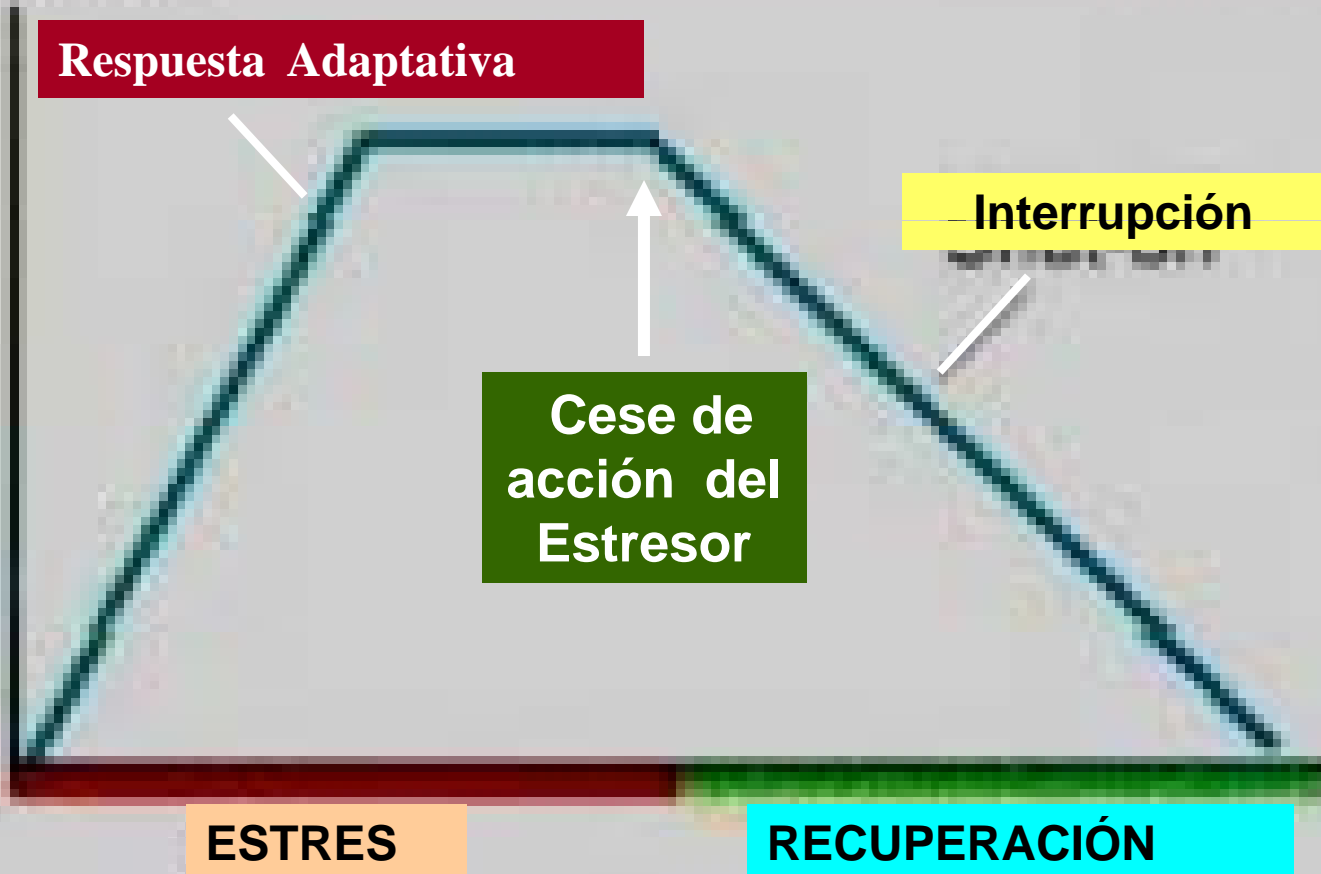 Respuesta Adaptativa
Interrupción
Cese de
acción del
Estresor
ESTRES
RECUPERACIÓN